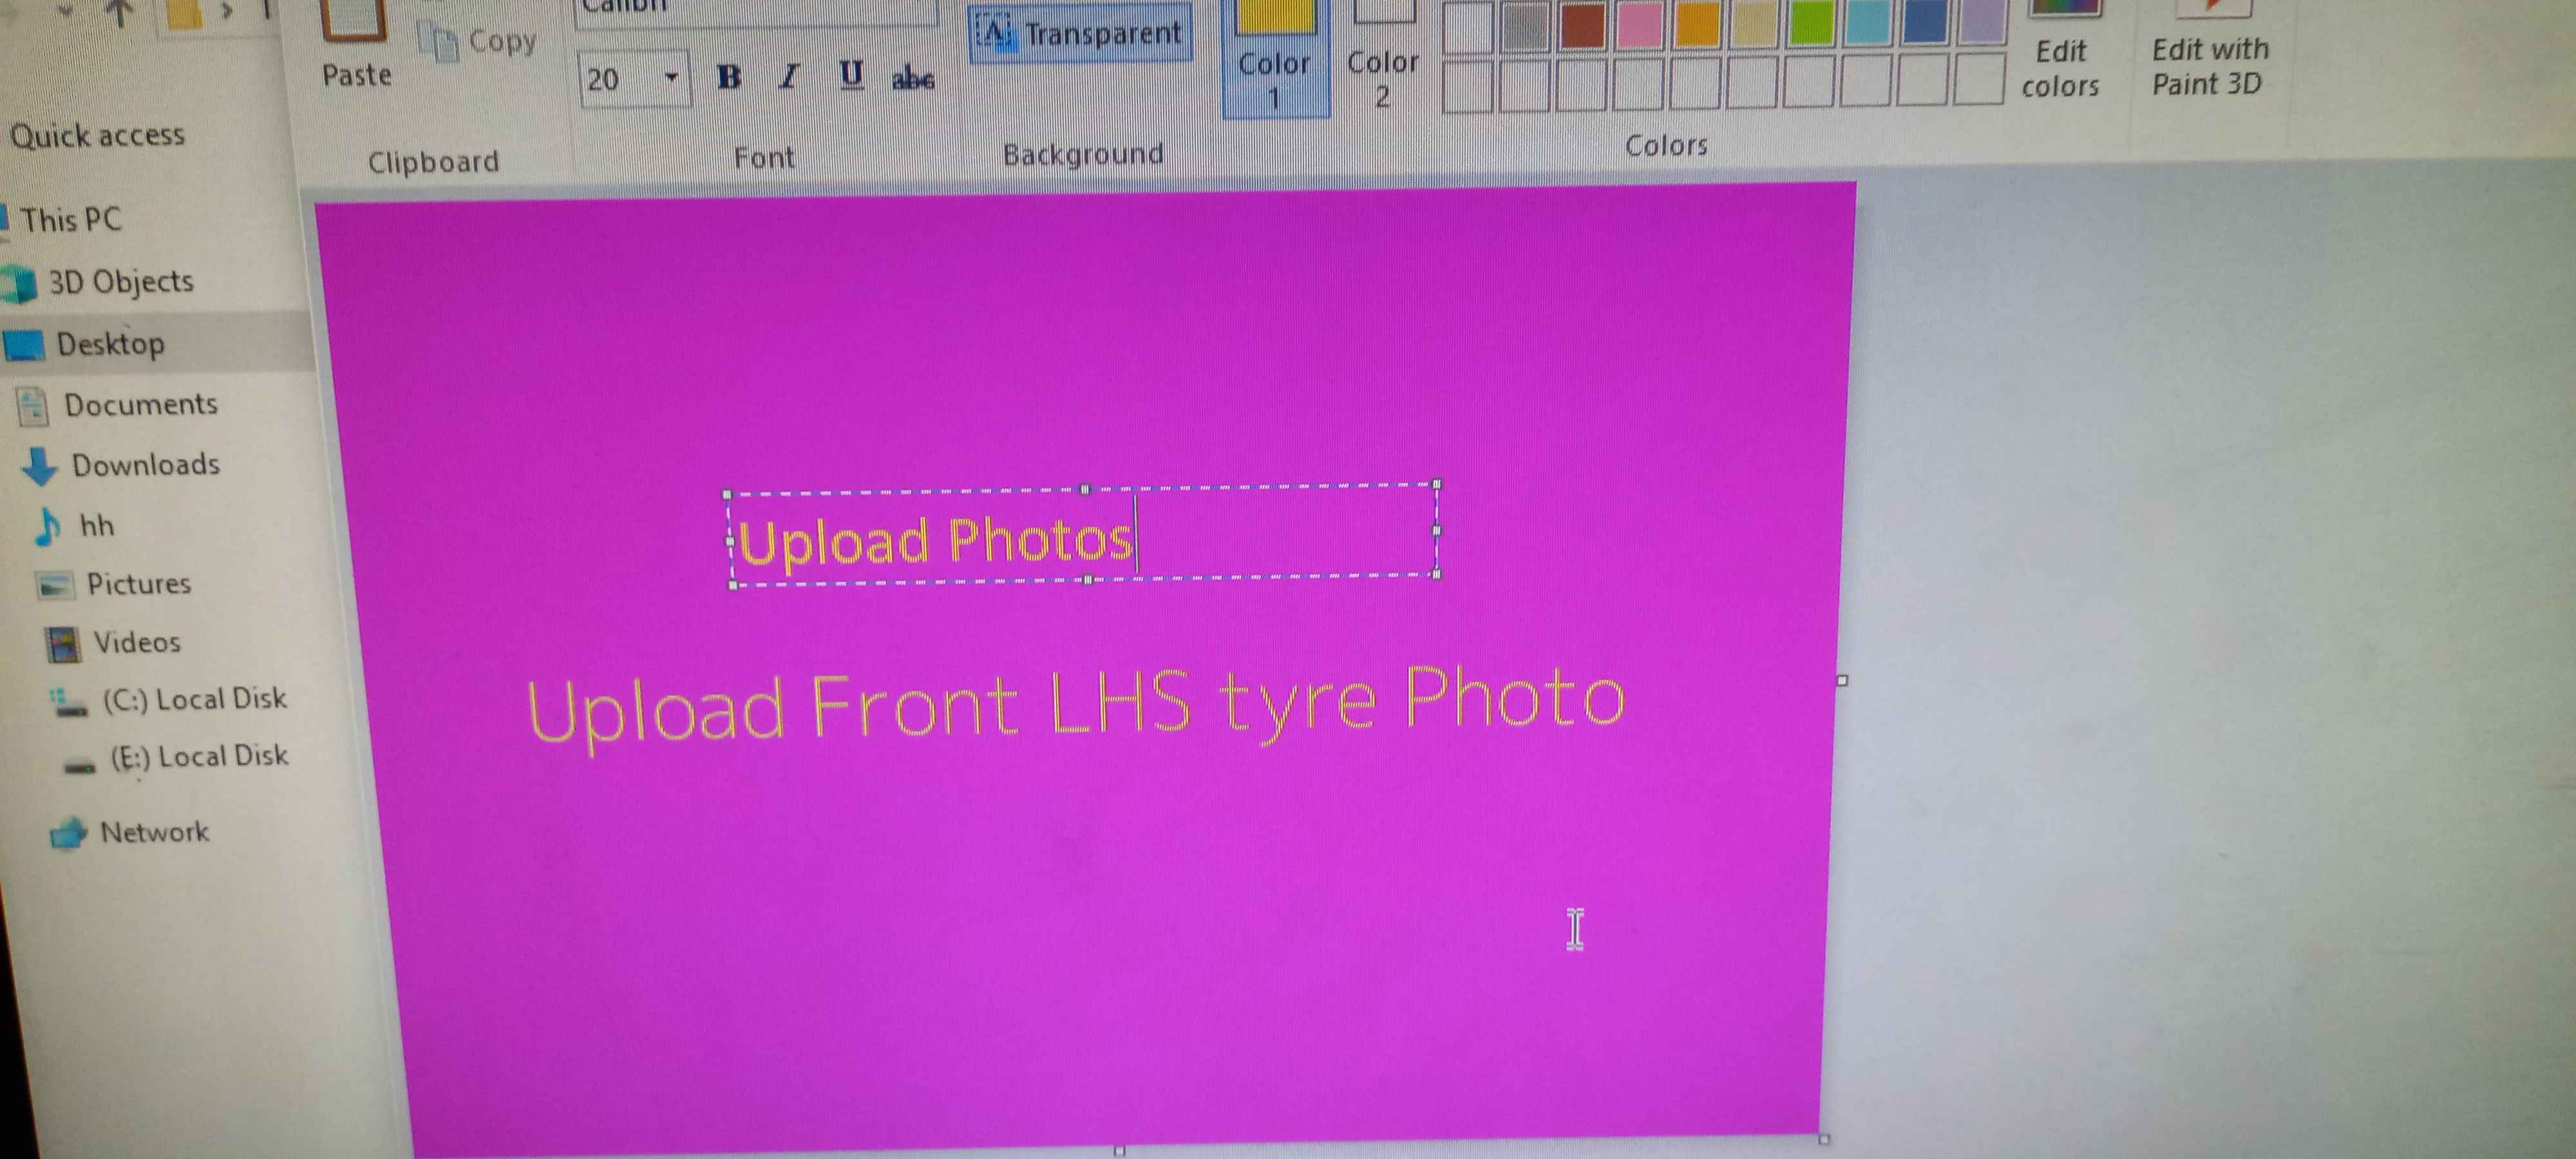 Calibri
Copy
Transparent
Paste
20
B I U abc
Color 1
Color 2
Edit colors
Edit with Paint 3D
Clipboard
Font
Background
Colors
Quick access
This PC
3D Objects
Desktop
Documents
Downloads
hh
Pictures
Videos
(C:) Local Disk
(E:) Local Disk
Network
Upload Photos
Upload Front LHS tyre Photo